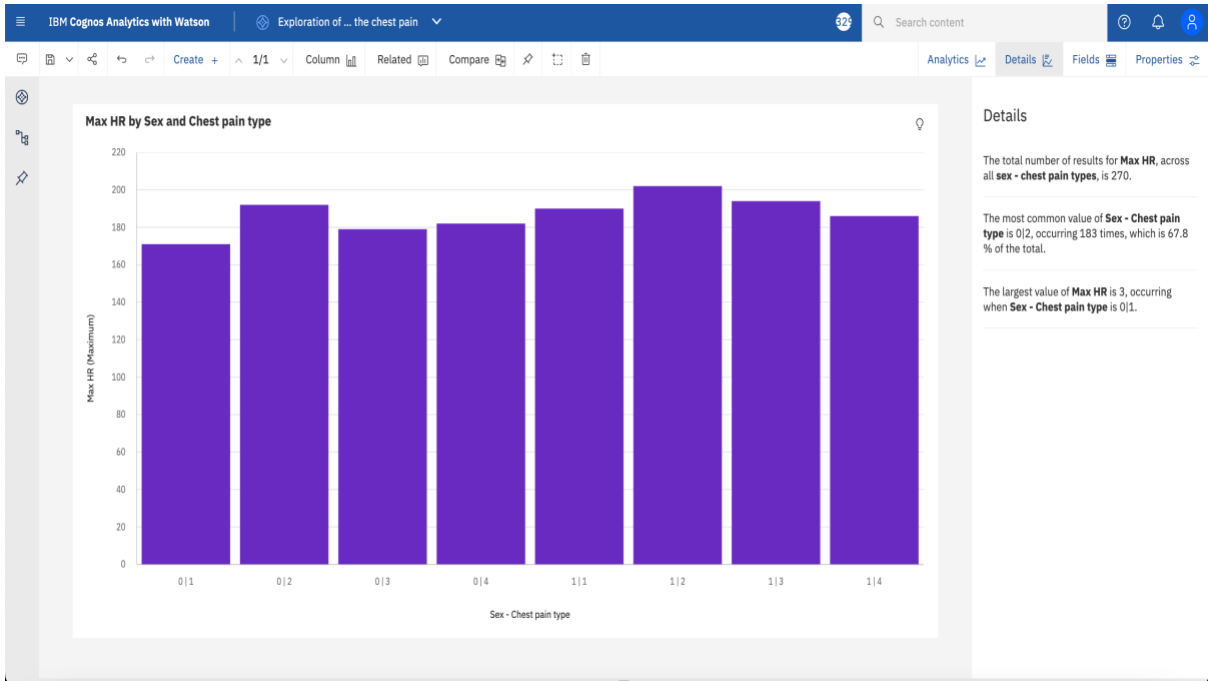 IBM Cognos Analytics with Watson
Exploration of ... the chest pain
329
Search content
Create +
1/1
Column
Related
Compare
Analytics
Details
Fields
Properties
Max HR by Sex and Chest pain type
220
200
180
160
140
120
100
80
60
40
20
0
Max HR (Maximum)
0|1
0|2
0|3
0|4
1|1
1|2
1|3
1|4
Sex - Chest pain type
Details
The total number of results for Max HR, across
all sex - chest pain types, is 270.
The most common value of Sex - Chest pain
type is 0|2, occurring 183 times, which is 67.8
% of the total.
The largest value of Max HR is 3, occurring
when Sex - Chest pain type is 0|1.